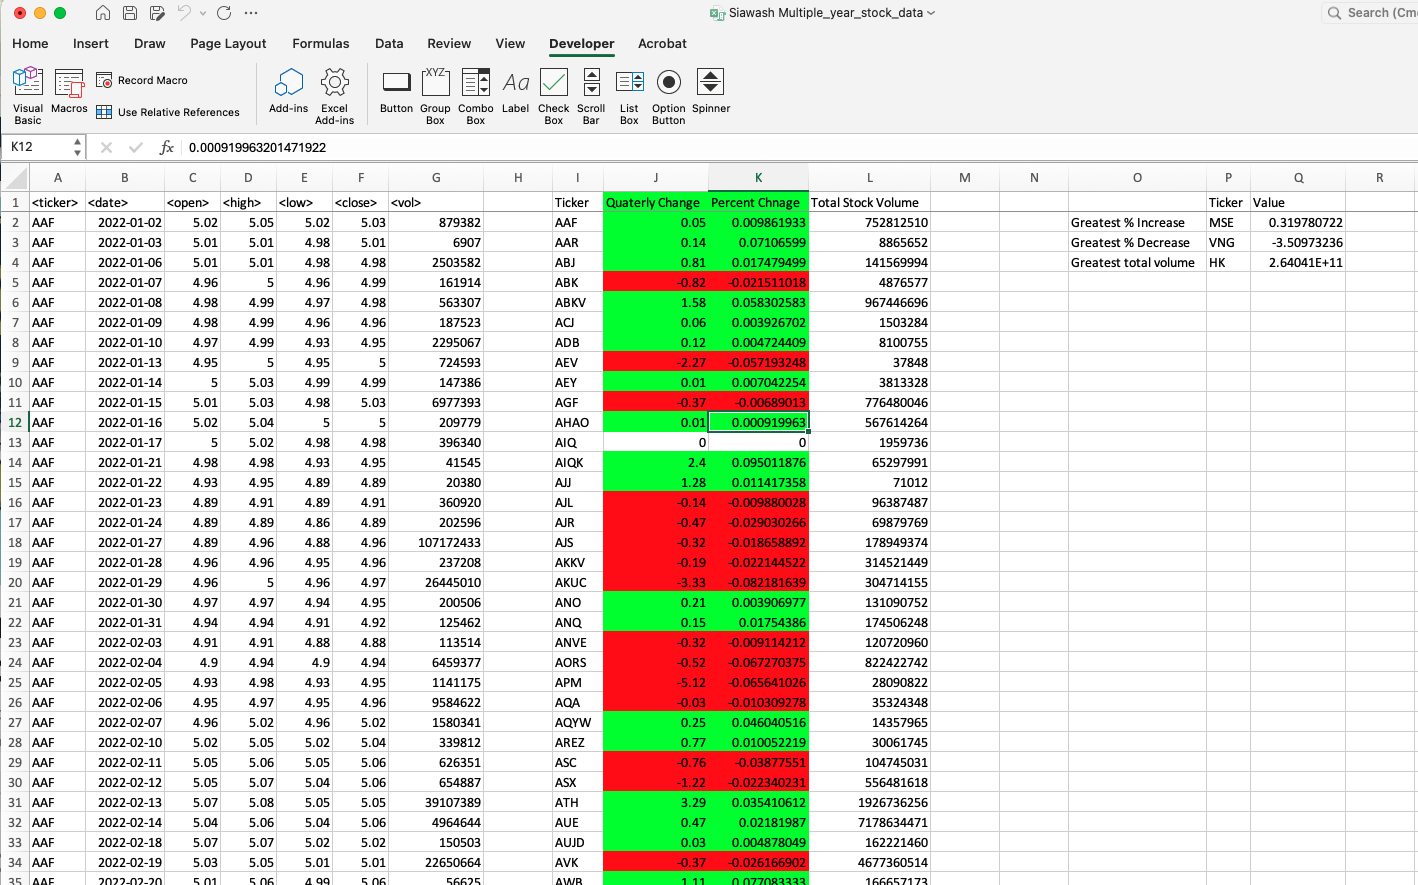 Siawash Multiple_year_stock_data
Search (Cm
Home Insert Draw Page Layout Formulas Data Review View Developer Acrobat
Visual Basic Macros Record Macro Use Relative References Add-ins Excel Add-ins Button Group Box Combo Box Label Check Box Scroll Bar List Box Option Button Spinner
XYZ Aa
K12 fx 0.000919963201471922
A B C D E F G H I J K L M N O P Q R
1 <ticker> <date> <open> <high> <low> <close> <vol> Ticker Quaterly Change Percent Chnage Total Stock Volume Ticker Value
2 AAF 2022-01-02 5.02 5.05 5.02 5.03 879382 AAF 0.05 0.009861933 752812510 Greatest % Increase MSE 0.319780722
3 AAF 2022-01-03 5.01 5.01 4.98 5.01 6907 AAR 0.14 0.07106599 8865652 Greatest % Decrease VNG -3.50973236
4 AAF 2022-01-06 5.01 5.01 4.98 4.98 2503582 ABJ 0.81 0.017479499 141569994 Greatest total volume HK 2.64041E+11
5 AAF 2022-01-07 4.96 5 4.96 4.99 161914 ABK -0.82 -0.021511018 4876577
6 AAF 2022-01-08 4.98 4.99 4.97 4.98 563307 ABKV 1.58 0.058302583 967446696
7 AAF 2022-01-09 4.98 4.99 4.96 4.96 187523 ACJ 0.06 0.003926702 1503284
8 AAF 2022-01-10 4.97 4.99 4.93 4.95 2295067 ADB 0.12 0.004724409 8100755
9 AAF 2022-01-13 4.95 5 4.95 5 724593 AEV -2.27 -0.057193248 37848
10 AAF 2022-01-14 5 5.03 4.99 4.99 147386 AEY 0.01 0.007042254 3813328
11 AAF 2022-01-15 5.01 5.03 4.98 5.03 6977393 AGF -0.37 -0.00689013 776480046
12 AAF 2022-01-16 5.02 5.04 5 5 209779 AHAO 0.01 0.000919963 567614264
13 AAF 2022-01-17 5 5.02 4.98 4.98 396340 AIQ 0 0 1959736
14 AAF 2022-01-21 4.98 4.98 4.93 4.95 41545 AIQK 2.4 0.095011876 65297991
15 AAF 2022-01-22 4.93 4.95 4.89 4.89 20380 AJJ 1.28 0.011417358 71012
16 AAF 2022-01-23 4.89 4.91 4.89 4.91 360920 AJL -0.14 -0.009880028 96387487
17 AAF 2022-01-24 4.89 4.89 4.86 4.89 202596 AJR -0.47 -0.029030266 69879769
18 AAF 2022-01-27 4.89 4.96 4.88 4.96 107172433 AJS -0.32 -0.018658892 178949374
19 AAF 2022-01-28 4.96 4.96 4.95 4.96 237208 AKKV -0.19 -0.022144522 314521449
20 AAF 2022-01-29 4.96 5 4.96 4.97 26445010 AKUC -3.33 -0.082181639 304714155
21 AAF 2022-01-30 4.97 4.97 4.94 4.95 200506 ANO 0.21 0.003906977 131090752
22 AAF 2022-01-31 4.94 4.94 4.91 4.92 125462 ANQ 0.15 0.01754386 174506248
23 AAF 2022-02-03 4.91 4.91 4.88 4.88 113514 ANVE -0.32 -0.009114212 120720960
24 AAF 2022-02-04 4.9 4.94 4.9 4.94 6459377 AORS -0.52 -0.067270375 822422742
25 AAF 2022-02-05 4.93 4.98 4.93 4.95 1141175 APM -5.12 -0.065641026 28090822
26 AAF 2022-02-06 4.95 4.97 4.95 4.96 9584622 AQA -0.03 -0.010309278 35324348
27 AAF 2022-02-07 4.96 5.02 4.96 5.02 1580341 AQYW 0.25 0.046040516 14357965
28 AAF 2022-02-10 5.02 5.05 5.02 5.04 339812 AREZ 0.77 0.010052219 30061745
29 AAF 2022-02-11 5.05 5.06 5.05 5.06 626351 ASC -0.76 -0.03877551 104745031
30 AAF 2022-02-12 5.05 5.07 5.04 5.06 654887 ASX -1.22 -0.022340231 556481618
31 AAF 2022-02-13 5.07 5.08 5.05 5.05 39107389 ATH 3.29 0.035410612 1926736256
32 AAF 2022-02-14 5.04 5.06 5.04 5.06 4964644 AUE 0.47 0.02181987 7178634471
33 AAF 2022-02-18 5.07 5.07 5.05 5.05 150503 AUJD 0.03 0.004878049 162221460
34 AAF 2022-02-19 5.03 5.05 5.01 5.01 22650664 AVK -0.37 -0.026166902 4677360514
35 AAF 2022-02-20 5.01 5.06 4.99 5.06 56625 AWB 1.11 0.077083333 166657173